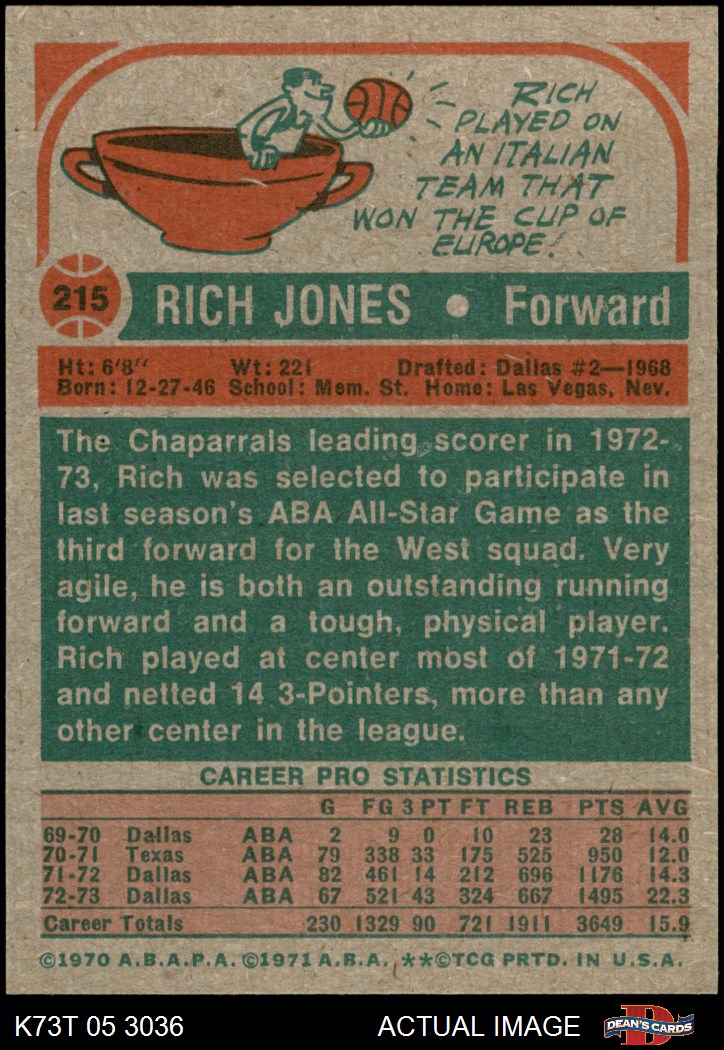 RICH
PLAYED ON
AN ITALIAN
TEAM THAT
WON THE CUP OF
EUROPE!
215 RICH JONES • Forward
Ht: 6'8" Wt: 221 Drafted: Dallas #2—1968
Born: 12-27-46 School: Mem. St. Home: Las Vegas, Nev.
The Chaparrals leading scorer in 1972-
73, Rich was selected to participate in
last season's ABA All-Star Game as the
third forward for the West squad. Very
agile, he is both an outstanding running
forward and a tough, physical player.
Rich played at center most of 1971-72
and netted 14 3-Pointers, more than any
other center in the league.
CAREER PRO STATISTICS
G FG 3 PT FT REB PTS AVG
69-70 Dallas ABA 2 9 0 10 23 28 14.0
70-71 Texas ABA 79 338 33 175 525 950 12.0
71-72 Dallas ABA 82 461 14 212 696 1176 14.3
72-73 Dallas ABA 67 521 43 324 667 1495 22.3
Career Totals 230 1329 90 721 1911 3649 15.9
©1970 A.B.A.P.A. ©1971 A.B.A. **©TCG PRTD. IN U.S.A.
K73T 05 3036 ACTUAL IMAGE D DEAN'S CARDS